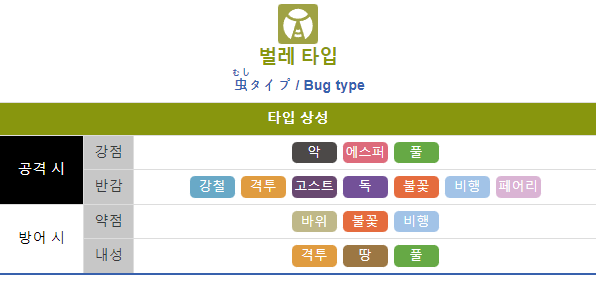 벌레 타입
むし
虫タイプ / Bug type
타입 상성
공격 시
강점
악 에스퍼 풀
반감
강철 격투 고스트 독 불꽃 비행 페어리
방어 시
약점
바위 불꽃 비행
내성
격투 땅 풀